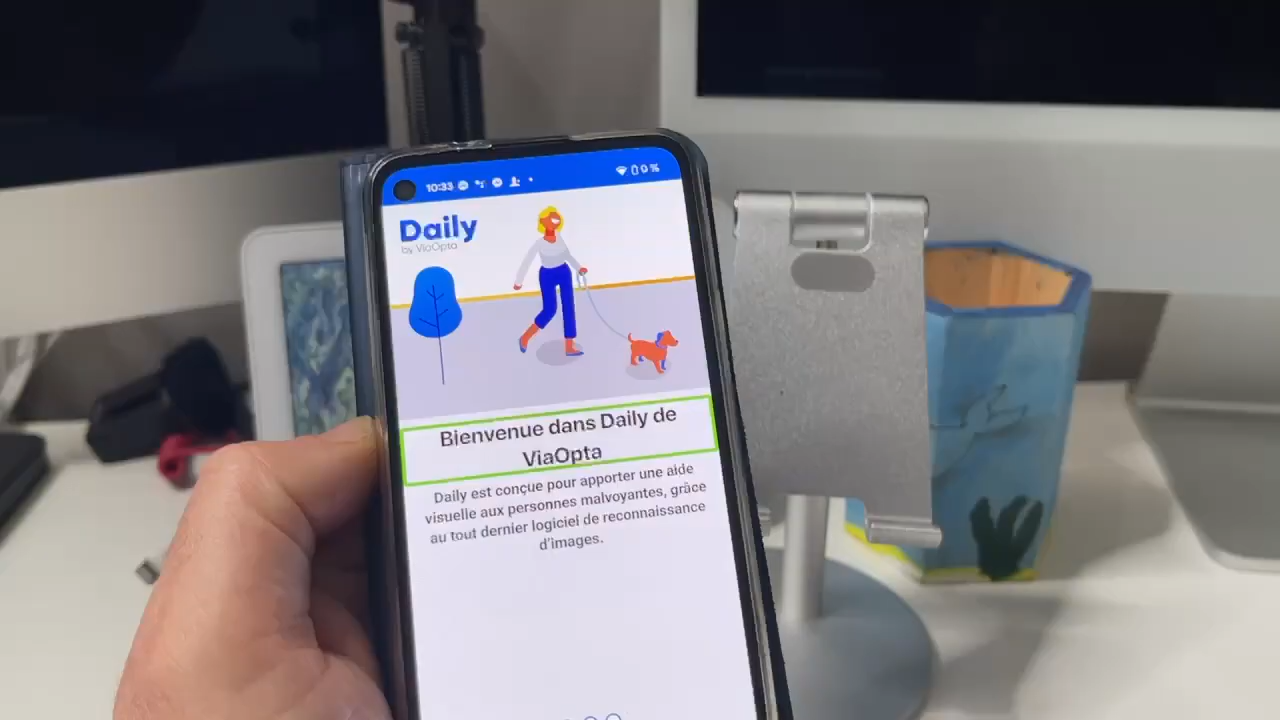 10:33
Daily
by ViaOpta
Bienvenue dans Daily de
ViaOpta
Daily est conçue pour apporter une aide
visuelle aux personnes malvoyantes, grâce
au tout dernier logiciel de reconnaissance
d'images.